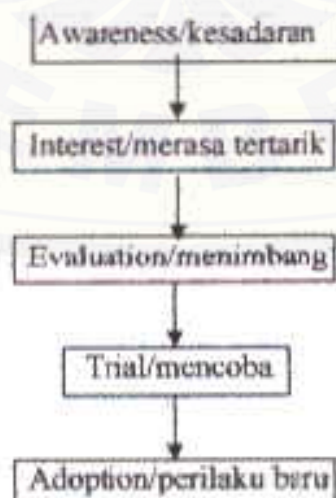 Awareness/kesadaran
Interest/merasa tertarik
Evaluation/menimbang
Trial/mencoba
Adoption/perilaku baru